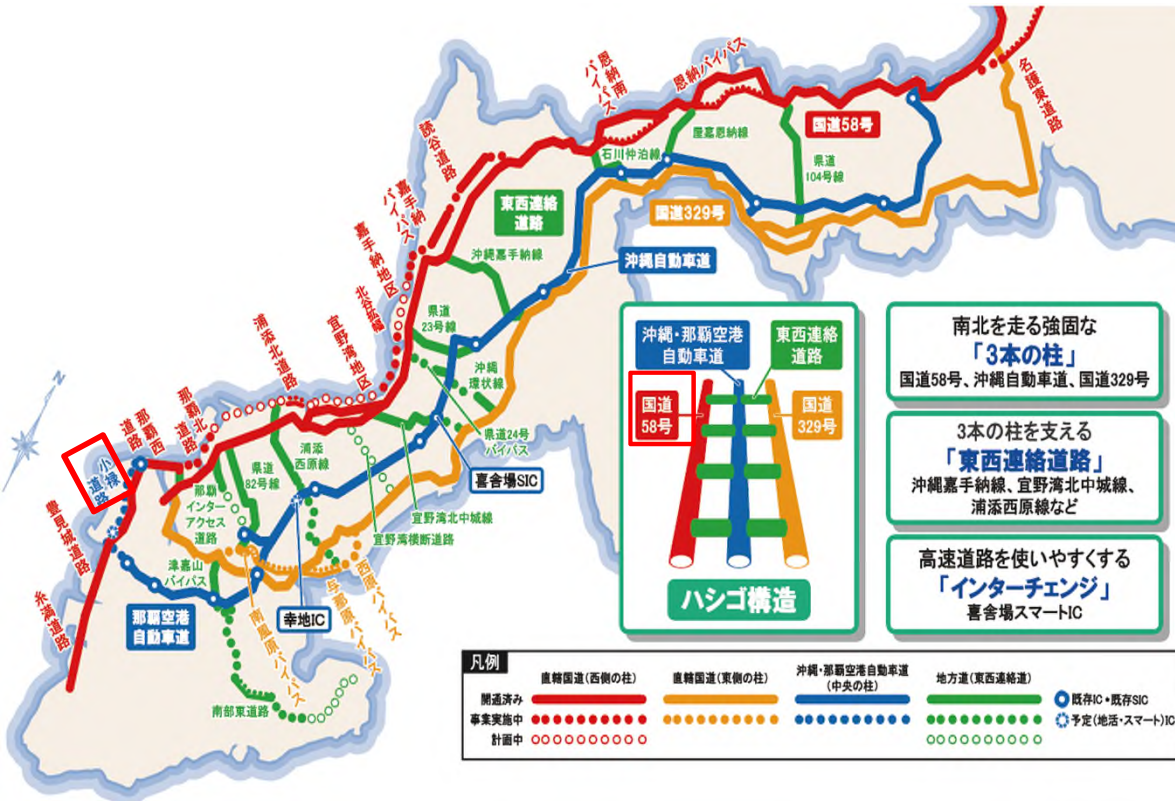 名護東道路
恩納バイパス
恩納南
バイパス
国道58号
屋嘉恩納線
県道
104号線
石川仲泊線
読谷道路
東西連絡
道路
国道329号
嘉手納
バイパス
嘉手納地区
沖縄嘉手納線
沖縄自動車道
北谷拡幅
県道
23号線
宜野湾地区
浦添北道路
沖縄
環状線
那覇北
道路
那覇西
道路
小禄
道路
県道24号
バイパス
浦添
西原線
県道
82号線
喜舎場SIC
那覇
インター
アクセス
道路
宜野湾北中城線
宜野湾横断道路
豊見城道路
津嘉山
バイパス
西原バイパス
与那原バイパス
糸満道路
那覇空港
自動車道
幸地IC
南風原バイパス
南部東道路
N
沖縄・那覇空港
自動車道
東西連絡
道路
国道
58号
国道
329号
ハシゴ構造
南北を走る強固な
「3本の柱」
国道58号、沖縄自動車道、国道329号
3本の柱を支える
「東西連絡道路」
沖縄嘉手納線、宜野湾北中城線、
浦添西原線など
高速道路を使いやすくする
「インターチェンジ」
喜舎場スマートIC
凡例
直轄国道(西側の柱)
直轄国道(東側の柱)
沖縄・那覇空港自動車道
(中央の柱)
地方道(東西連絡道)
開通済み
既存IC・既存SIC
事業実施中
予定(地活・スマート)IC
計画中